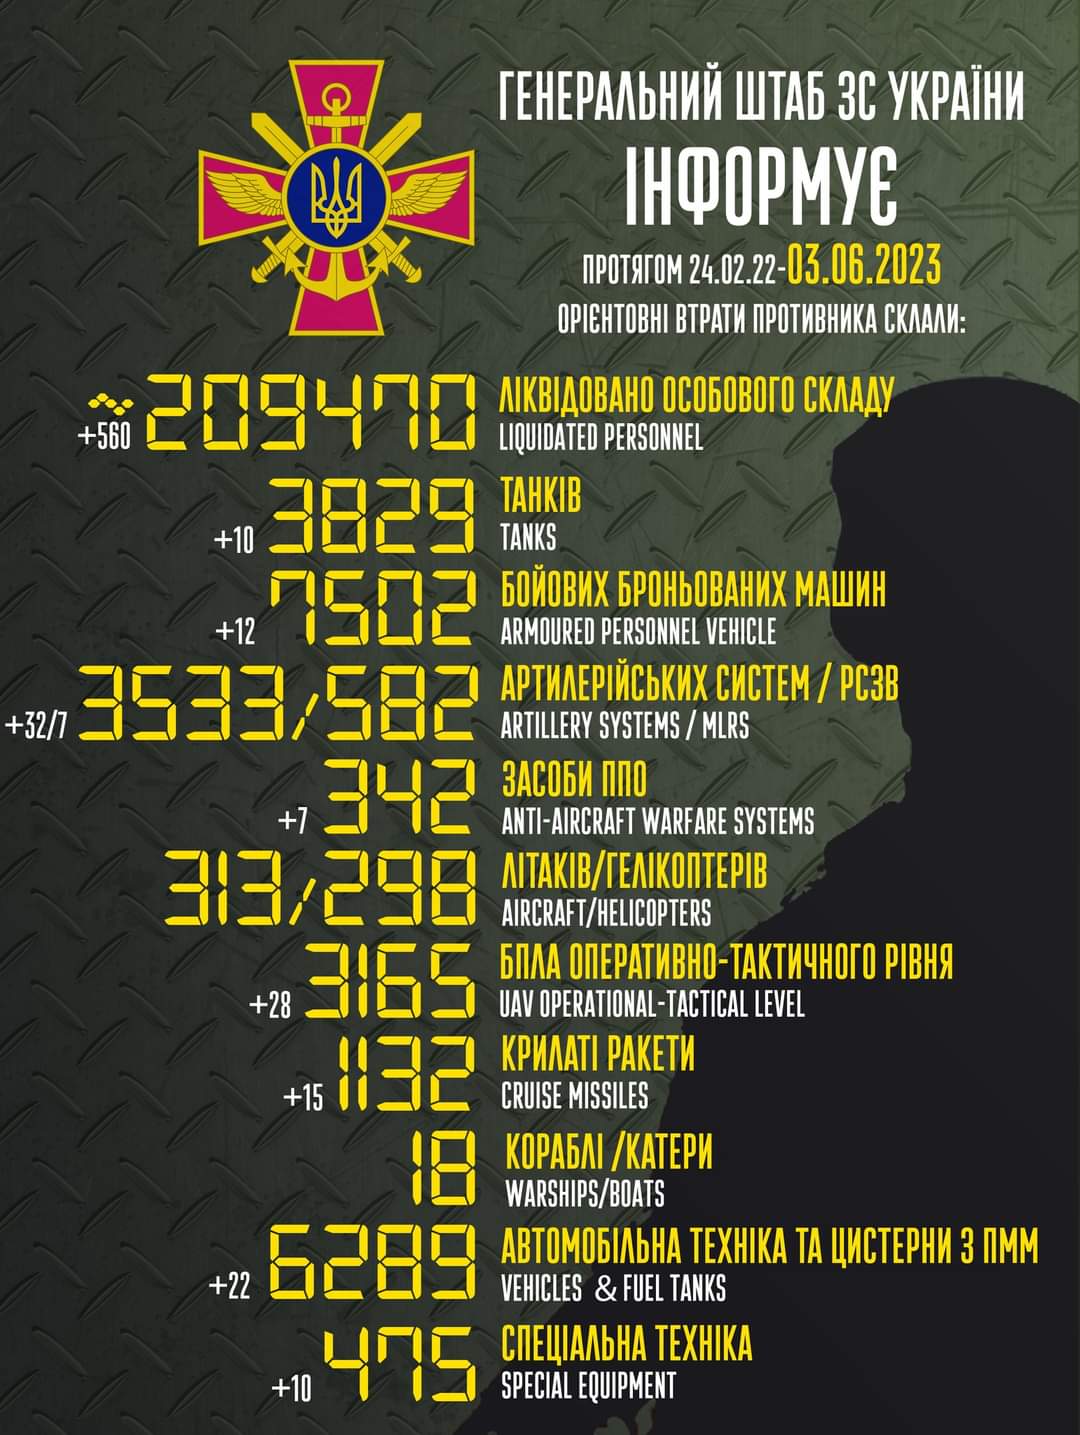 ГЕНЕРАЛЬНИЙ ШТАБ ЗС УКРАЇНИ
ІНФОРМУЄ
ПРОТЯГОМ 24.02.22-03.06.2023
ОРІЄНТОВНІ ВТРАТИ ПРОТИВНИКА СКЛАЛИ:
+560 ≈209470 ЛІКВІДОВАНО ОСОБОВОГО СКЛАДУ
LIQUIDATED PERSONNEL
+10 3829 ТАНКІВ
TANKS
+12 7502 БОЙОВИХ БРОНЬОВАНИХ МАШИН
ARMOURED PERSONNEL VEHICLE
+32/7 3533/582 АРТИЛЕРІЙСЬКИХ СИСТЕМ / РСЗВ
ARTILLERY SYSTEMS / MLRS
+7 342 ЗАСОБИ ППО
ANTI-AIRCRAFT WARFARE SYSTEMS
313/298 ЛІТАКІВ/ГЕЛІКОПТЕРІВ
AIRCRAFT/HELICOPTERS
+28 3165 БПЛА ОПЕРАТИВНО-ТАКТИЧНОГО РІВНЯ
UAV OPERATIONAL-TACTICAL LEVEL
+15 1132 КРИЛАТІ РАКЕТИ
CRUISE MISSILES
18 КОРАБЛІ /КАТЕРИ
WARSHIPS/BOATS
+22 6289 АВТОМОБІЛЬНА ТЕХНІКА ТА ЦИСТЕРНИ З ПММ
VEHICLES & FUEL TANKS
+10 475 СПЕЦІАЛЬНА ТЕХНІКА
SPECIAL EQUIPMENT